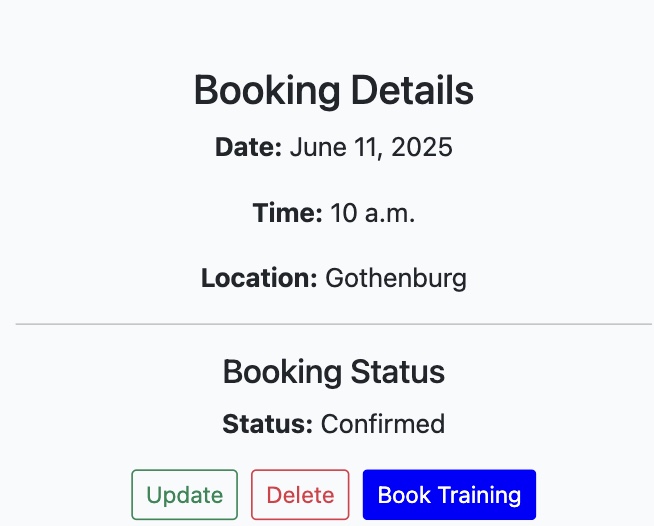 Booking Details
Date: June 11, 2025
Time: 10 a.m.
Location: Gothenburg
Booking Status
Status: Confirmed
Update Delete Book Training